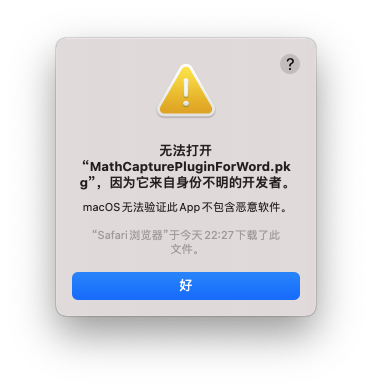 ?
无法打开
“MathCapturePluginForWord.pk
g”，因为它来自身份不明的开发者。
macOS 无法验证此 App 不包含恶意软件。
“Safari 浏览器”于今天 22:27 下载了此
文件。
好